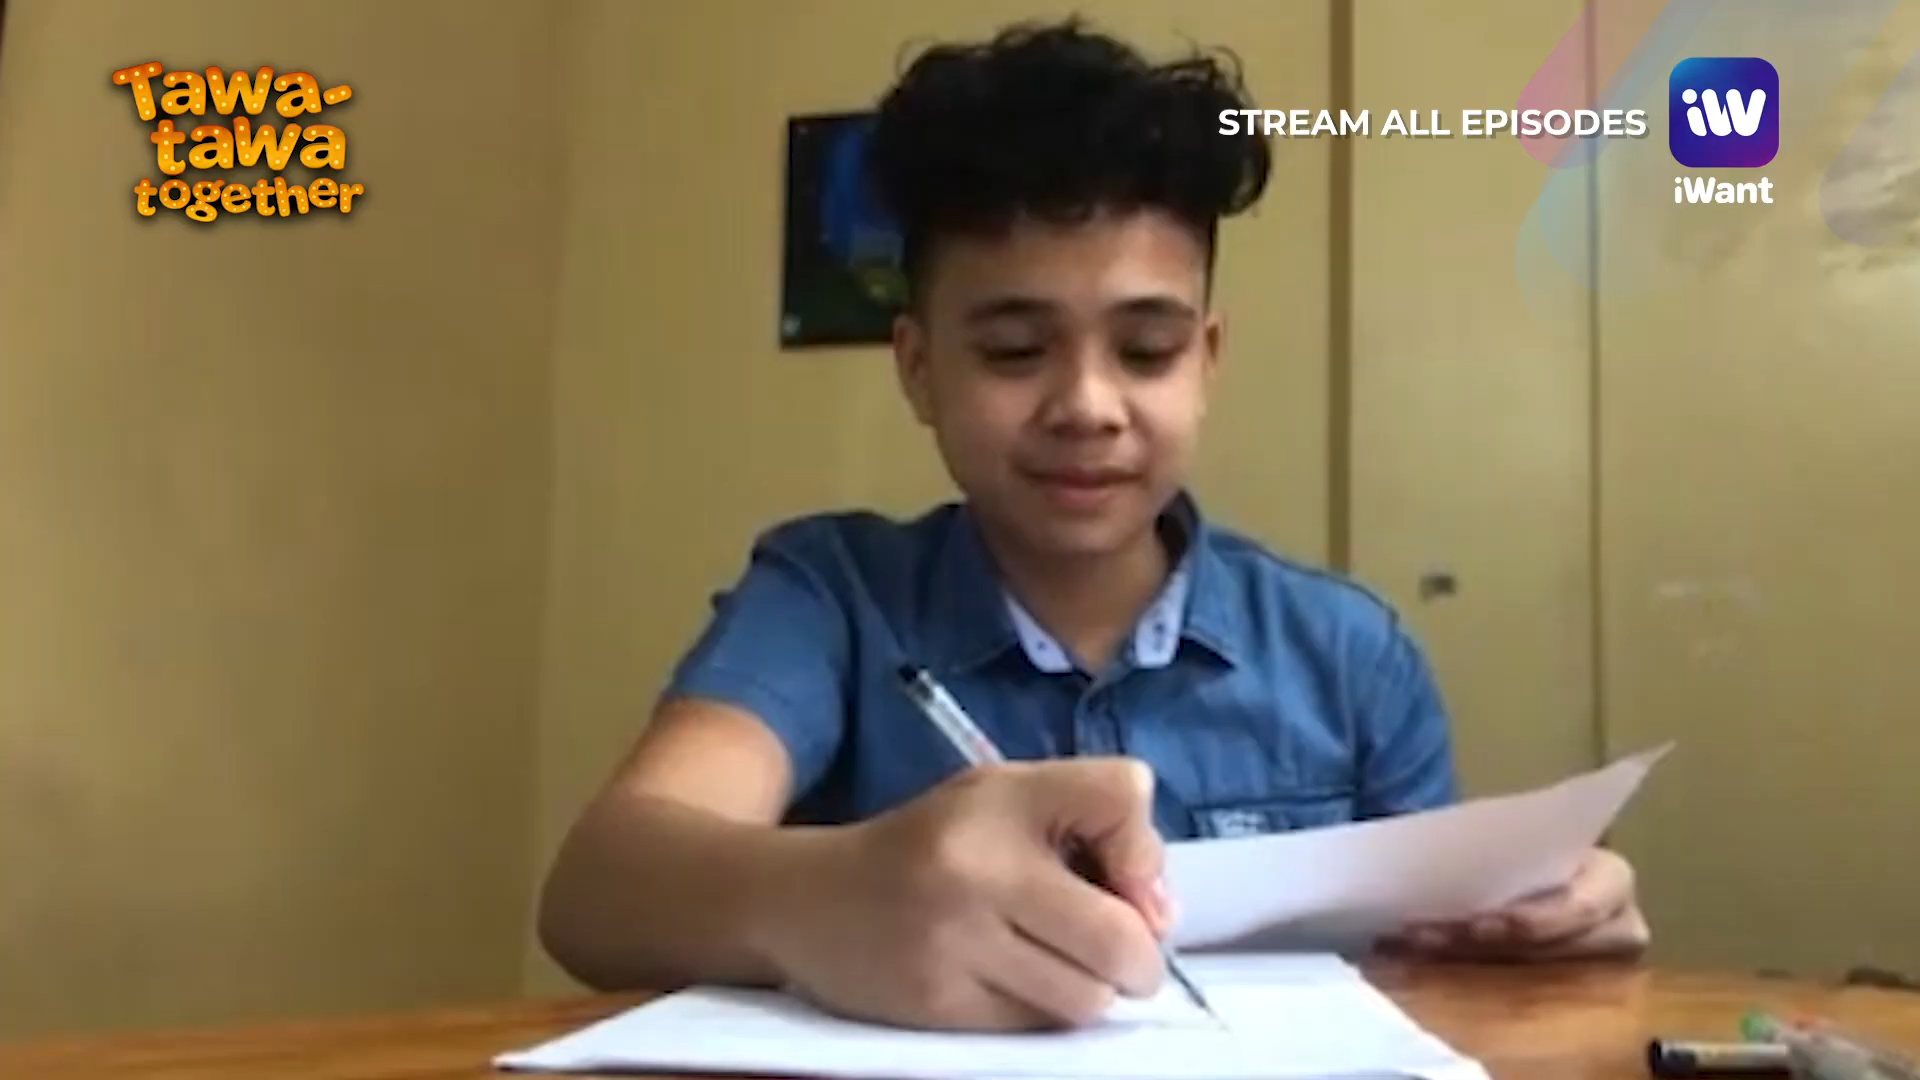 Tawa-
tawa
together
STREAM ALL EPISODES
iW
iWant